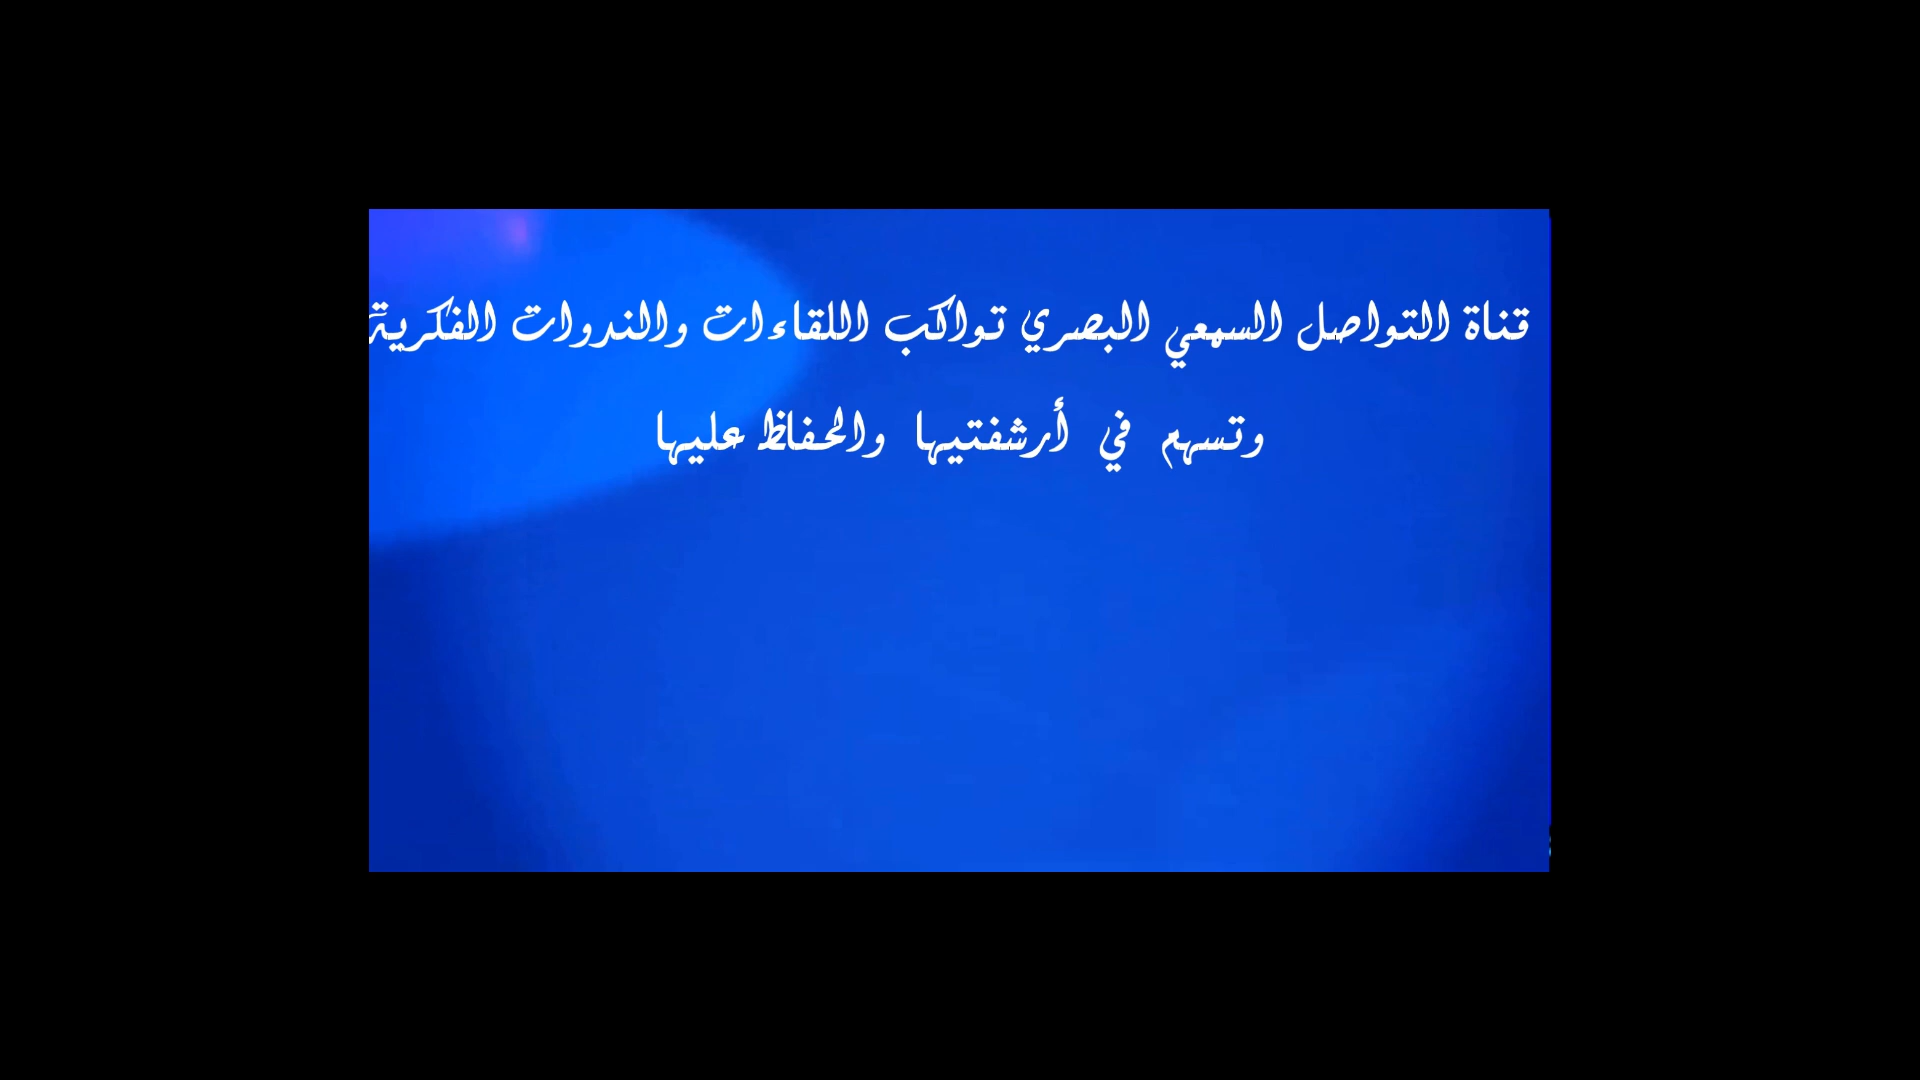 قناة التواصل السمعي البصري تواكب اللقاءات والندوات الفكرية
وتسهم في أرشفتيها والحفاظ عليها